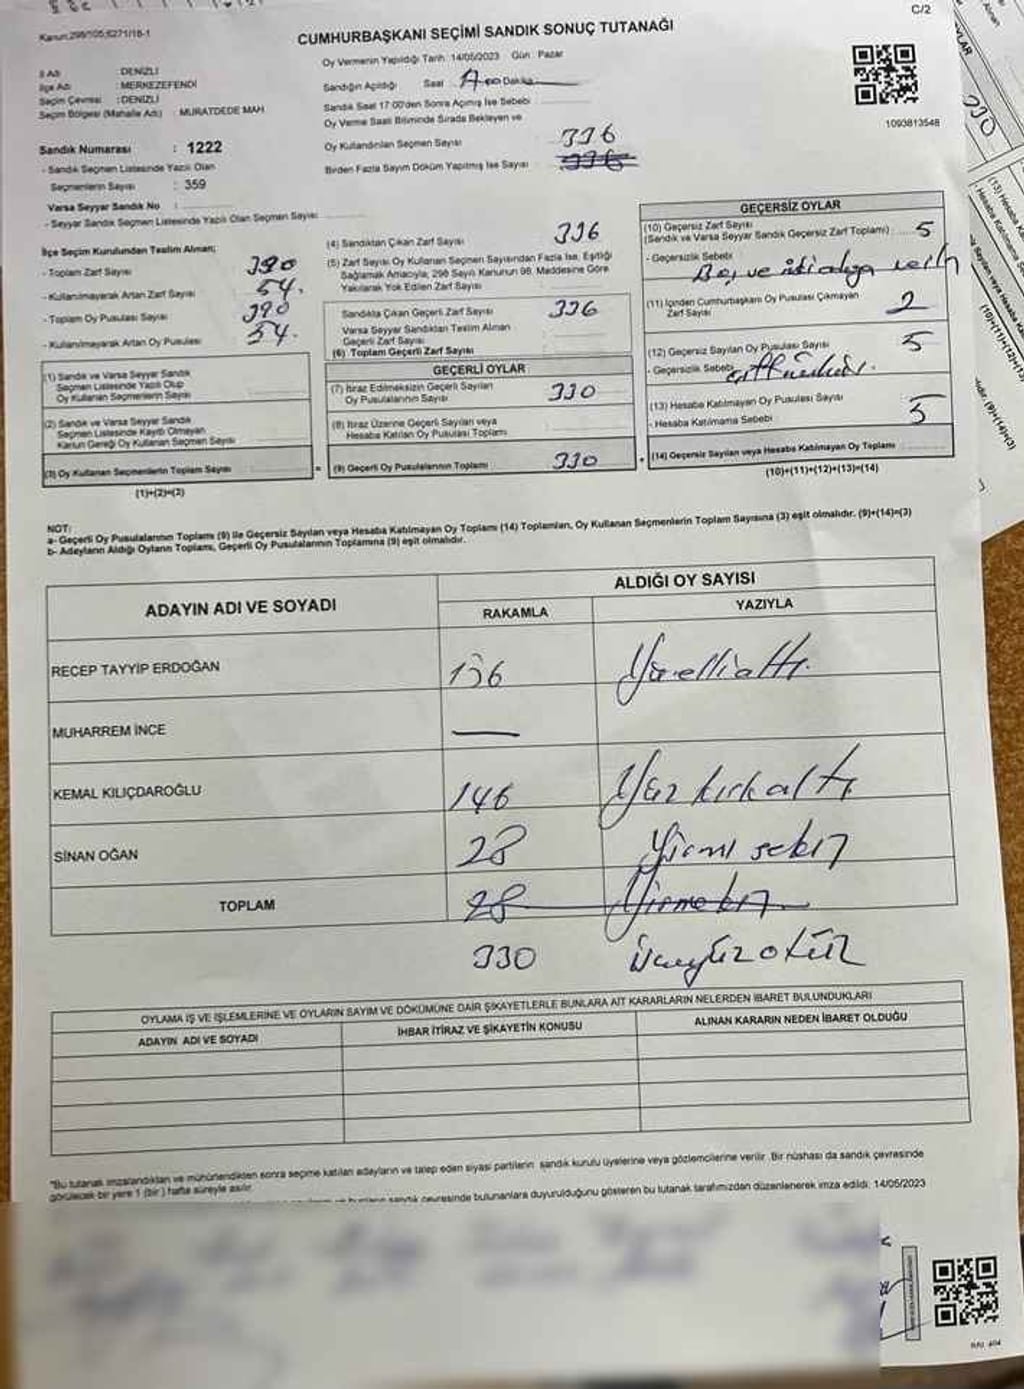 C/2
Kanun:298/105;6271/18-1
CUMHURBAŞKANI SEÇİMİ SANDIK SONUÇ TUTANAĞI
İl Adı : DENİZLİ
İlçe Adı : MERKEZEFENDİ
Seçim Çevresi : DENİZLİ
Seçim Bölgesi (Mahalle Adı) : MURATDEDE MAH
Oy Vermenin Yapıldığı Tarih: 14/05/2023 Gün : Pazar
Sandığın Açıldığı Saat Dakika
Sandık Saat 17:00'den Sonra Açımış İse Sebebi
Oy Verme Saati Bitiminde Sırada Bekleyen ve
Oy Kullandırılan Seçmen Sayısı 336
Birden Fazla Sayım Döküm Yapılmış İse Sayısı 336
1093813548
Sandık Numarası : 1222
- Sandık Seçmen Listesinde Yazılı Olan
Seçmenlerin Sayısı : 359
Varsa Seyyar Sandık No :
- Seyyar Sandık Seçmen Listesinde Yazılı Olan Seçmen Sayısı:
İlçe Seçim Kurulundan Teslim Alınan;
- Toplam Zarf Sayısı 390
- Kullanılmayarak Artan Zarf Sayısı 54.
- Toplam Oy Pusulası Sayısı 390
- Kullanılmayarak Artan Oy Pusulası 54.
(1) Sandık ve Varsa Seyyar Sandık
Seçmen Listesinde Yazılı Olup
Oy Kullanan Seçmenlerin Sayısı
(2) Sandık ve Varsa Seyyar Sandık
Seçmen Listesinde Kayıtlı Olmayan
Kanun Gereği Oy Kullanan Seçmen Sayısı
(3) Oy Kullanan Seçmenlerin Toplam Sayısı
(1)+(2)=(3)
(4) Sandıktan Çıkan Zarf Sayısı 336
(5) Zarf Sayısı Oy Kullanan Seçmen Sayısından Fazla İse, Eşitliği
Sağlamak Amacıyla; 298 Sayılı Kanunun 98. Maddesine Göre
Yakılarak Yok Edilen Zarf Sayısı
Sandıkta Çıkan Geçerli Zarf Sayısı 336
Varsa Seyyar Sandıktan Teslim Alınan
Geçerli Zarf Sayısı
(6) Toplam Geçerli Zarf Sayısı
GEÇERLİ OYLAR
(7) İtiraz Edilmeksizin Geçerli Sayılan
Oy Pusulalarının Sayısı 330
(8) İtiraz Üzerine Geçerli Sayılan veya
Hesaba Katılan Oy Pusulası Toplamı
= (9) Geçerli Oy Pusulalarının Toplamı 330
GEÇERSİZ OYLAR
(10) Geçersiz Zarf Sayısı
(Sandık ve Varsa Seyyar Sandık Geçersiz Zarf Toplamı) : 5
- Geçersizlik Sebebi
(11) İçinden Cumhurbaşkanı Oy Pusulası Çıkmayan
Zarf Sayısı 2
(12) Geçersiz Sayılan Oy Pusulası Sayısı 5
- Geçersizlik Sebebi
(13) Hesaba Katılmayan Oy Pusulası Sayısı 5
- Hesaba Katılmama Sebebi :
+ (14) Geçersiz Sayılan veya Hesaba Katılmayan Oy Toplamı
(10)+(11)+(12)+(13)=(14)
NOT:
a- Geçerli Oy Pusulalarının Toplamı (9) ile Geçersiz Sayılan veya Hesaba Katılmayan Oy Toplamı (14) Toplamları, Oy Kullanan Seçmenlerin Toplam Sayısına (3) eşit olmalıdır. (9)+(14)=(3)
b- Adayların Aldığı Oyların Toplamı, Geçerli Oy Pusulalarının Toplamına (9) eşit olmalıdır.
ADAYIN ADI VE SOYADI
ALDIĞI OY SAYISI
RAKAMLA YAZIYLA
RECEP TAYYİP ERDOĞAN 156 Yüzelli altı.
MUHARREM İNCE —
KEMAL KILIÇDAROĞLU 146 Yüz kırk altı
SİNAN OĞAN 28 Yirmi sekiz
TOPLAM 28
330 Üçyüz otuz
OYLAMA İŞ VE İŞLEMLERİNE VE OYLARIN SAYIM VE DÖKÜMÜNE DAİR ŞİKAYETLERLE BUNLARA AİT KARARLARIN NELERDEN İBARET BULUNDUKLARI
ADAYIN ADI VE SOYADI İHBAR İTİRAZ VE ŞİKAYETİN KONUSU ALINAN KARARIN NEDEN İBARET OLDUĞU
"Bu tutanak imzalandıktan ve mühürlendikten sonra seçime katılan adayların ve talep eden siyasi partilerin sandık kurulu üyelerine veya gözlemcilerine verilir. Bir nüshası da sandık çevresinde
görülecek bir yere 1 (bir) hafta süreyle asılır.
sandık çevresinde bulunanlara duyurulduğunu gösteren bu tutanak tarafımızdan düzenlenerek imza edildi. 14/05/2023